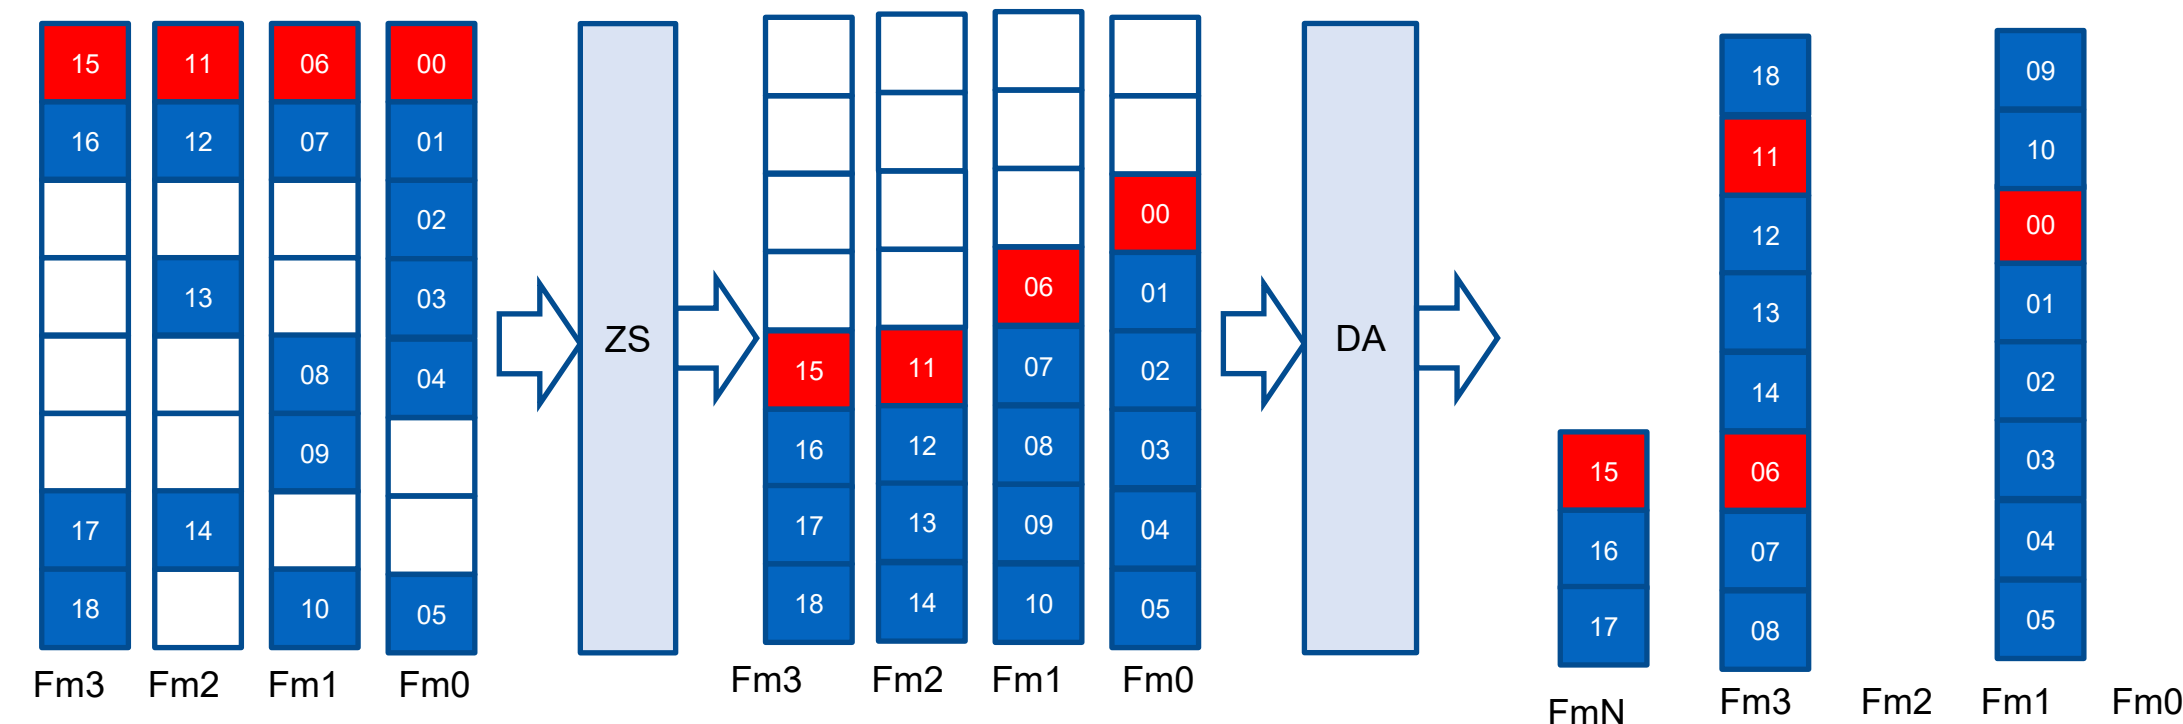 15 11 06 00
16 12 07 01
02
13 03
08 04
09
17 14
18 10 05
Fm3 Fm2 Fm1 Fm0
ZS
00
06 01
15 11 07 02
16 12 08 03
17 13 09 04
18 14 10 05
Fm3 Fm2 Fm1 Fm0
DA
18 09
11 10
12 00
13 01
14 02
15 06 03
16 07 04
17 08 05
FmN Fm3 Fm2 Fm1 Fm0